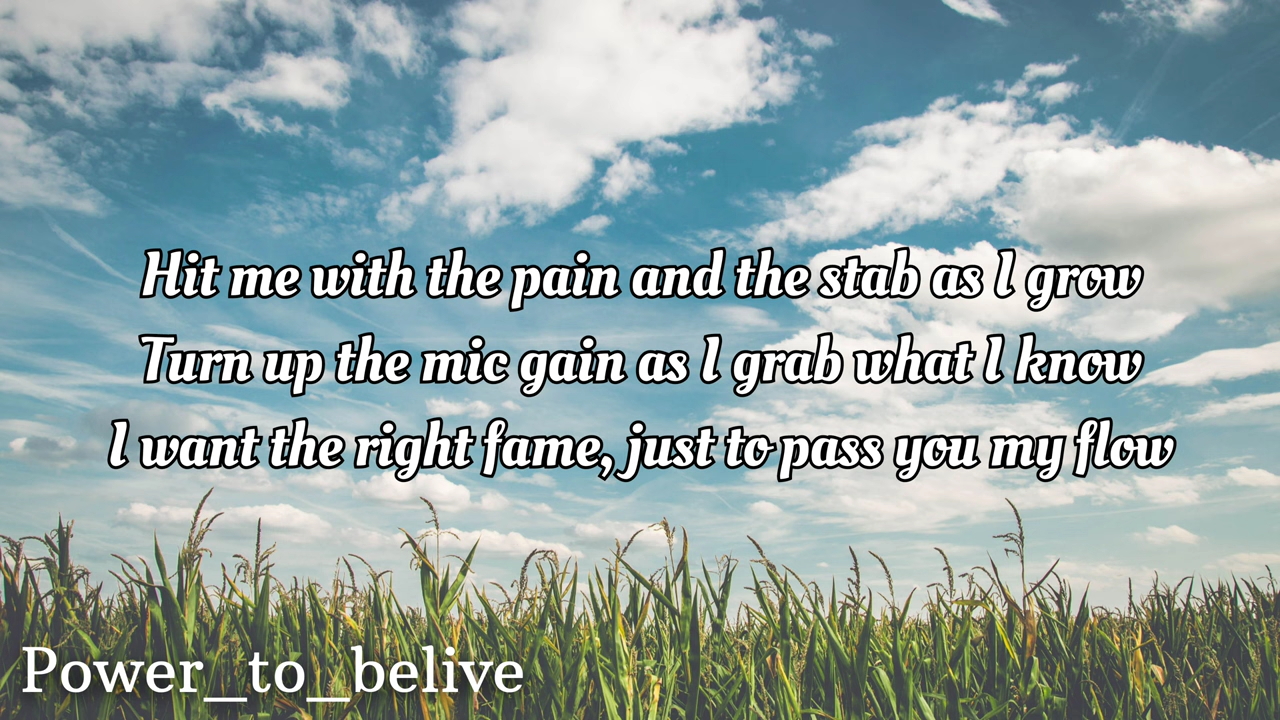 Hit me with the pain and the stab as I grow
Turn up the mic gain as I grab what I know
I want the right fame, just to pass you my flow
Power_to_belive